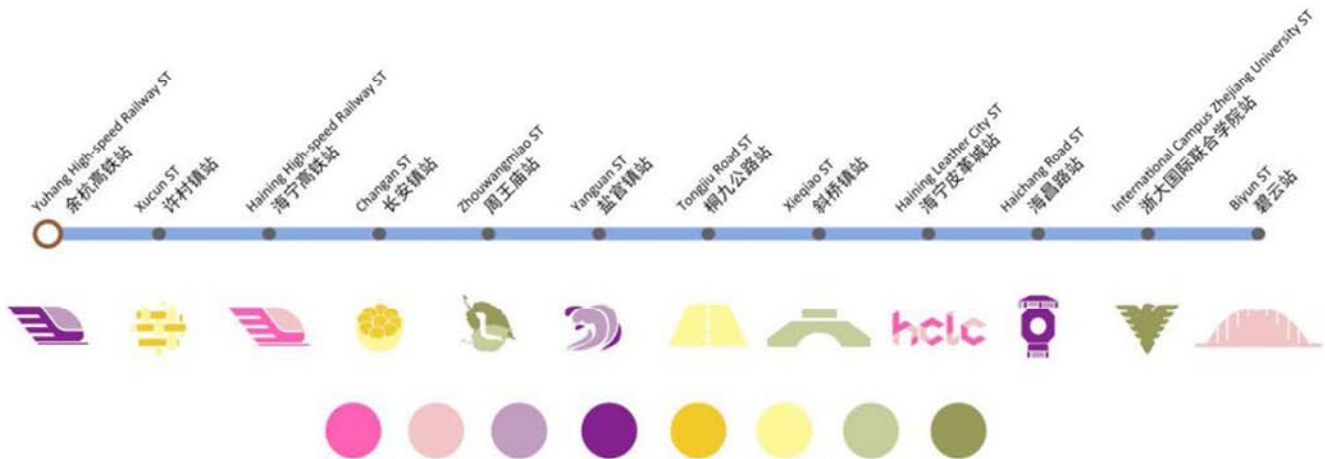 Yuhang High-speed Railway ST
余杭高铁站
Xucun ST
许村镇站
Haining High-speed Railway ST
海宁高铁站
Changan ST
长安镇站
Zhouwangmiao ST
周王庙站
Yanguan ST
盐官镇站
Tongjiu Road ST
桐九公路站
Xieqiao ST
斜桥镇站
Haining Leather City ST
海宁皮革城站
Haichang Road ST
海昌路站
International Campus Zhejiang University ST
浙大国际联合学院站
Biyun ST
碧云站
hclc